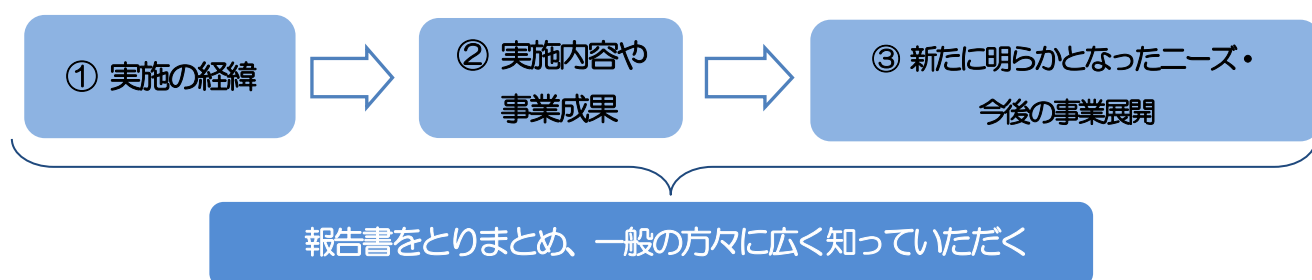 ① 実施の経緯
② 実施内容や
事業成果
③ 新たに明らかとなったニーズ・
今後の事業展開
報告書をとりまとめ、一般の方々に広く知っていただく